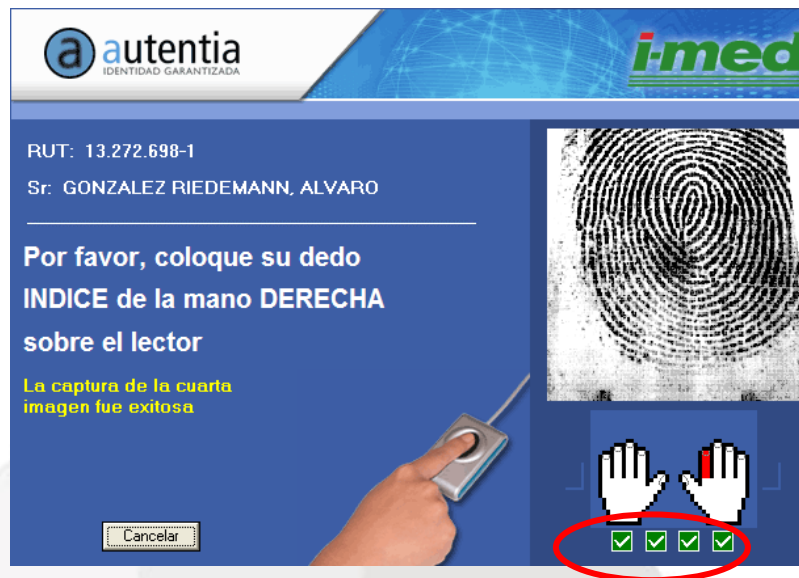 a autentia
IDENTIDAD GARANTIZADA
i-med
RUT: 13.272.698-1
Sr: GONZALEZ RIEDEMANN, ALVARO
Por favor, coloque su dedo
INDICE de la mano DERECHA
sobre el lector
La captura de la cuarta
imagen fue exitosa
Cancelar